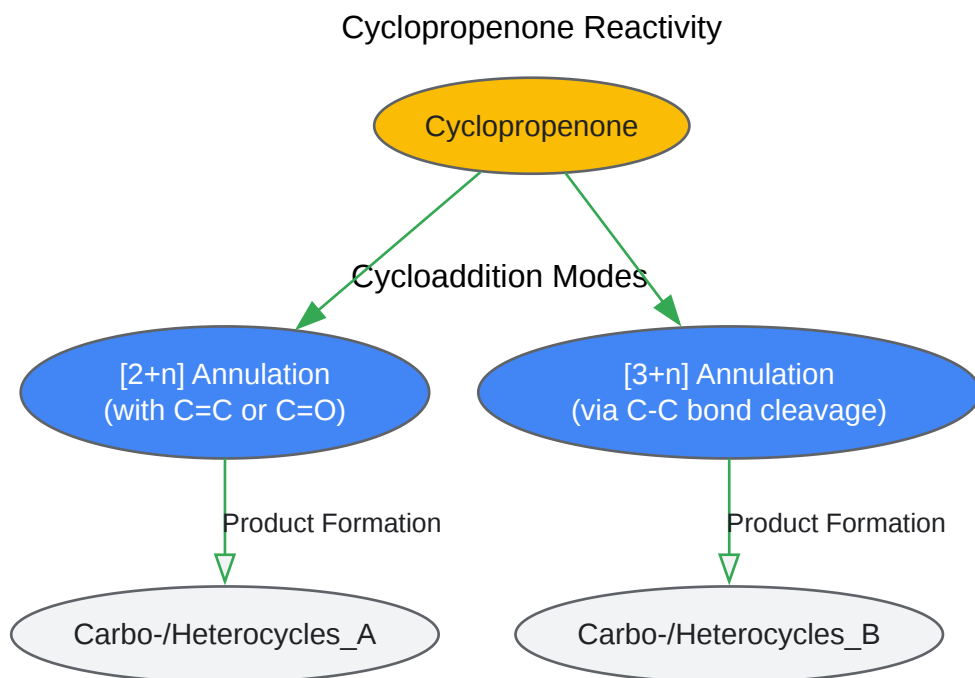 Cyclopropenone Reactivity
Cyclopropenone
Cycloaddition Modes
[2+n] Annulation
(with C=C or C=O)
[3+n] Annulation
(via C-C bond cleavage)
Product Formation
Product Formation
Carbo-/Heterocycles_A
Carbo-/Heterocycles_B